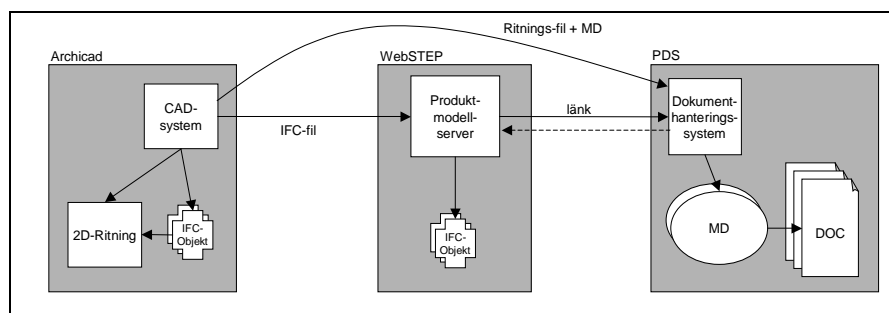 Ritnings-fil + MD
Archicad
WebSTEP
PDS
CAD-
system
IFC-fil
Produkt-
modell-
server
länk
Dokument-
hanterings-
system
2D-Ritning
IFC-
Objekt
IFC-
Objekt
MD
DOC